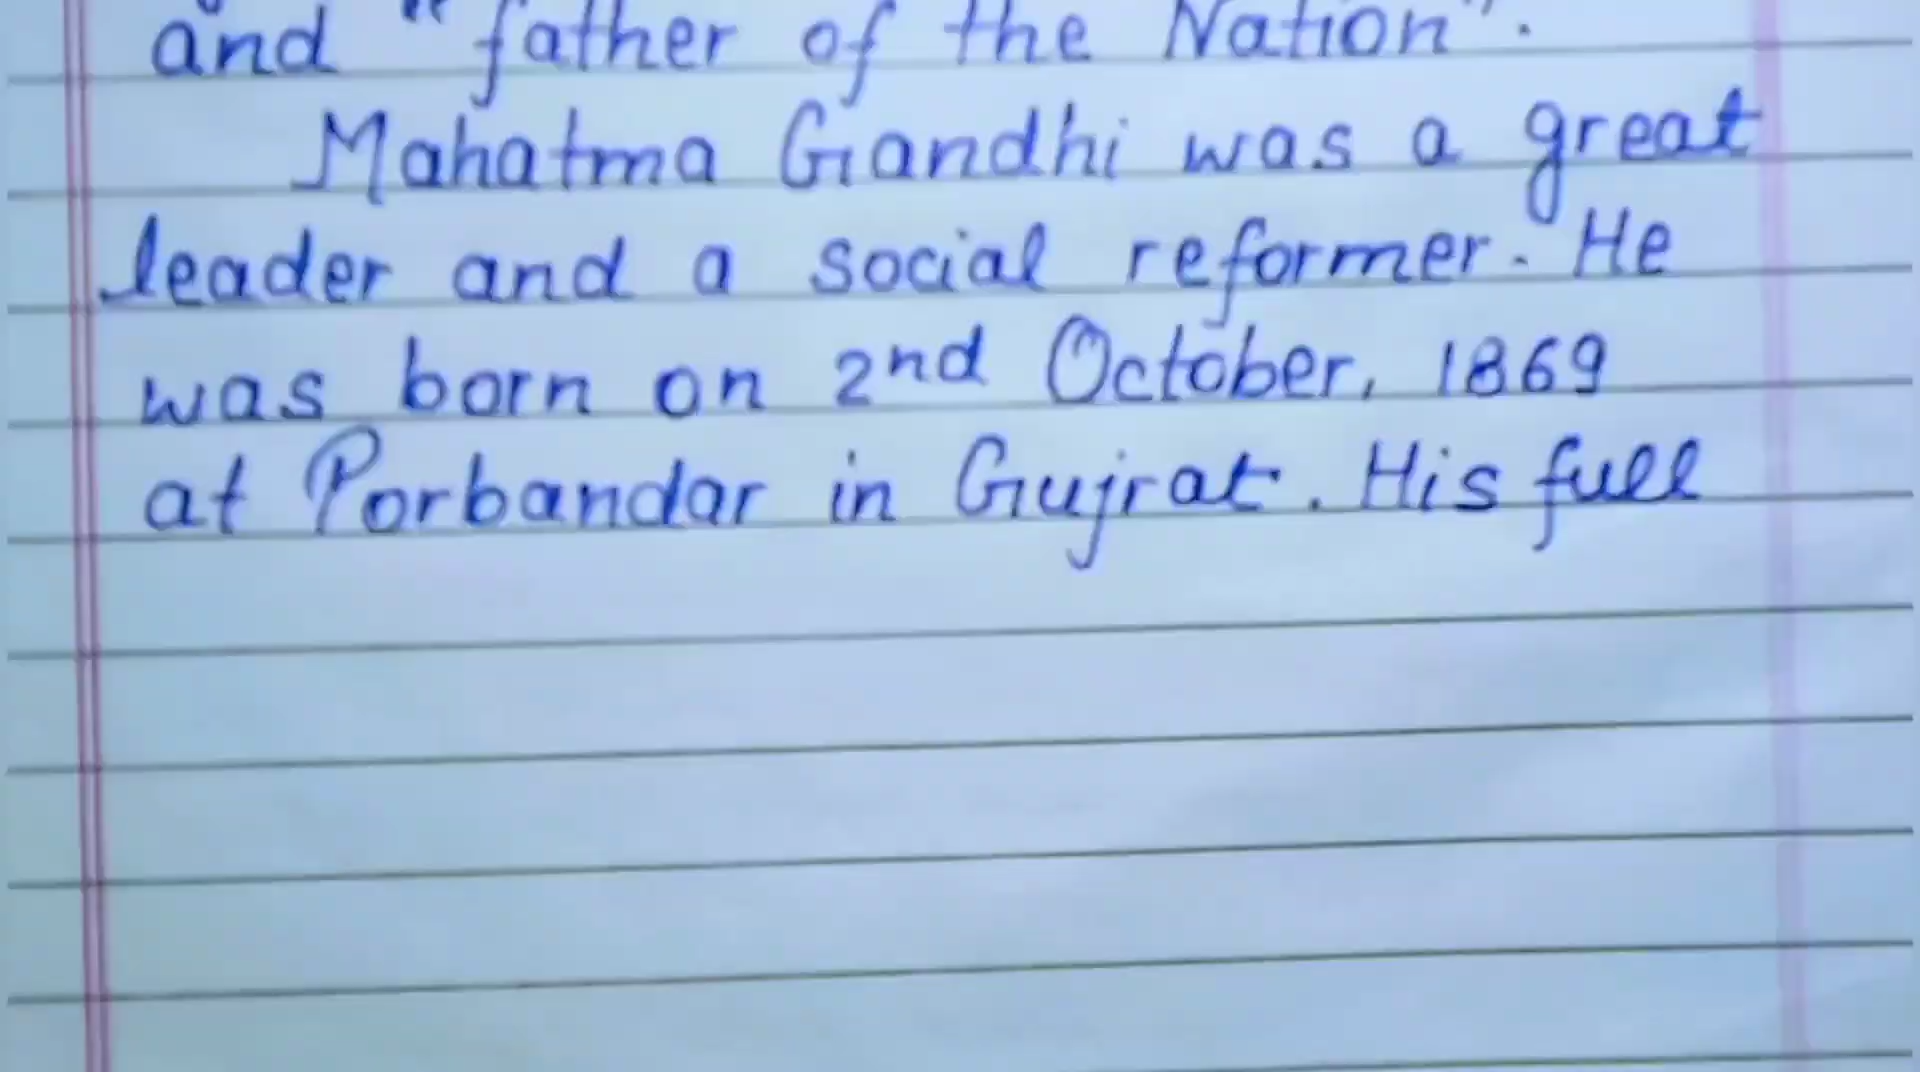 and "father of the Nation".
Mahatma Gandhi was a great
leader and a social reformer. He
was born on 2nd October, 1869
at Porbandar in Gujrat. His full